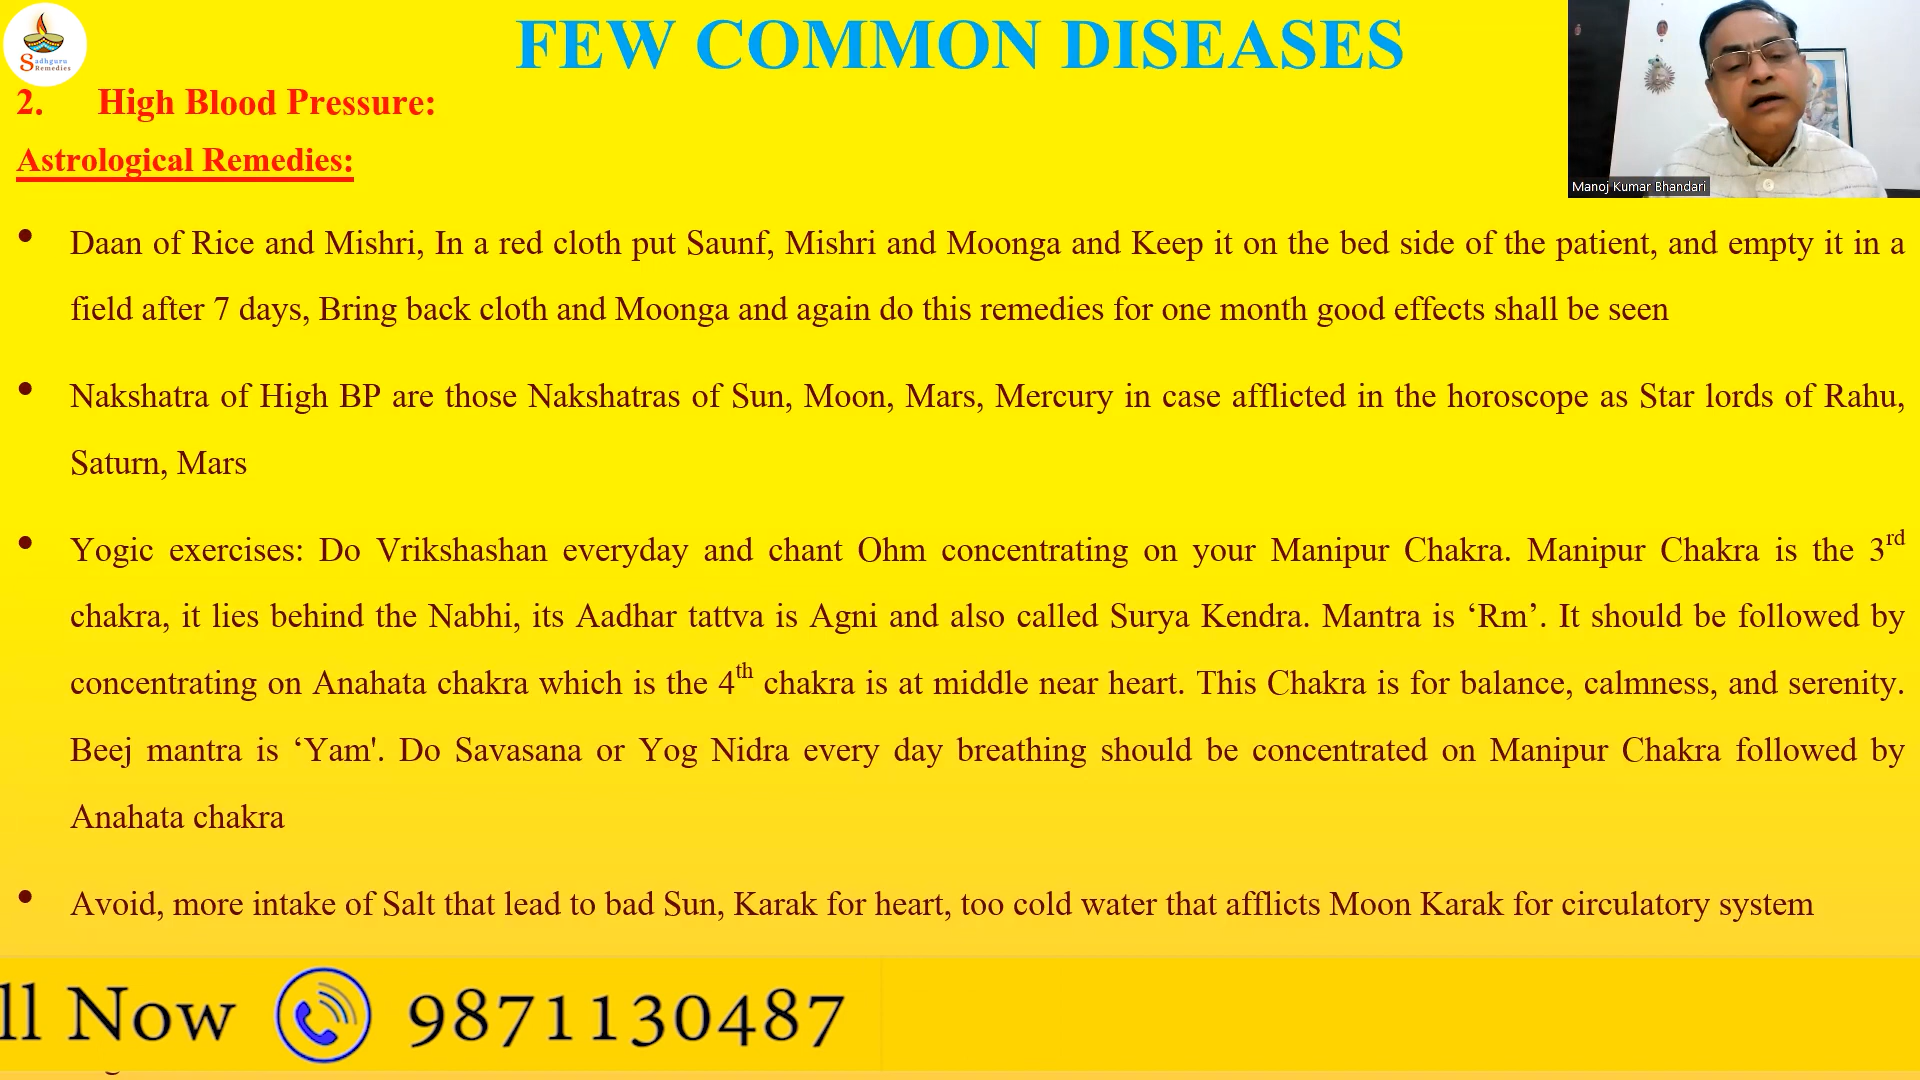 Sadhguru
Remedies
FEW COMMON DISEASES
2. High Blood Pressure:
Astrological Remedies:
Manoj Kumar Bhandari
• Daan of Rice and Mishri, In a red cloth put Saunf, Mishri and Moonga and Keep it on the bed side of the patient, and empty it in a
field after 7 days, Bring back cloth and Moonga and again do this remedies for one month good effects shall be seen
• Nakshatra of High BP are those Nakshatras of Sun, Moon, Mars, Mercury in case afflicted in the horoscope as Star lords of Rahu,
Saturn, Mars
• Yogic exercises: Do Vrikshashan everyday and chant Ohm concentrating on your Manipur Chakra. Manipur Chakra is the 3rd
chakra, it lies behind the Nabhi, its Aadhar tattva is Agni and also called Surya Kendra. Mantra is ‘Rm’. It should be followed by
concentrating on Anahata chakra which is the 4th chakra is at middle near heart. This Chakra is for balance, calmness, and serenity.
Beej mantra is ‘Yam'. Do Savasana or Yog Nidra every day breathing should be concentrated on Manipur Chakra followed by
Anahata chakra
• Avoid, more intake of Salt that lead to bad Sun, Karak for heart, too cold water that afflicts Moon Karak for circulatory system
ll Now 9871130487